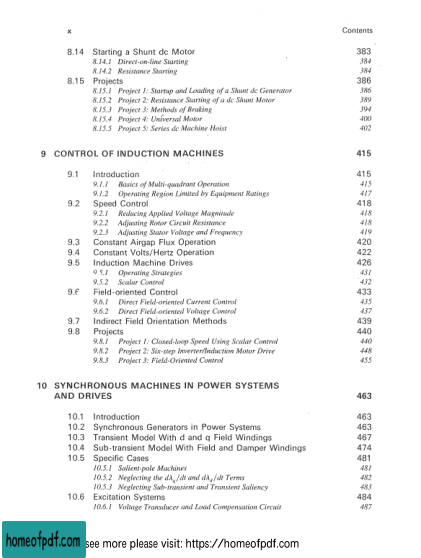 x Contents
8.14 Starting a Shunt dc Motor 383
8.14.1 Direct-on-line Starting 384
8.14.2 Resistance Starting 384
8.15 Projects 386
8.15.1 Project 1: Startup and Loading of a Shunt dc Generator 386
8.15.2 Project 2: Resistance Starting of a dc Shunt Motor 389
8.15.3 Project 3: Methods of Braking 394
8.15.4 Project 4: Universal Motor 400
8.15.5 Project 5: Series dc Machine Hoist 402
9 CONTROL OF INDUCTION MACHINES 415
9.1 Introduction 415
9.1.1 Basics of Multi-quadrant Operation 415
9.1.2 Operating Region Limited by Equipment Ratings 417
9.2 Speed Control 418
9.2.1 Reducing Applied Voltage Magnitude 418
9.2.2 Adjusting Rotor Circuit Resistance 418
9.2.3 Adjusting Stator Voltage and Frequency 419
9.3 Constant Airgap Flux Operation 420
9.4 Constant Volts/Hertz Operation 422
9.5 Induction Machine Drives 426
9.5.1 Operating Strategies 431
9.5.2 Scalar Control 432
9.6 Field-oriented Control 433
9.6.1 Direct Field-oriented Current Control 435
9.6.2 Direct Field-oriented Voltage Control 437
9.7 Indirect Field Orientation Methods 439
9.8 Projects 440
9.8.1 Project 1: Closed-loop Speed Using Scalar Control 440
9.8.2 Project 2: Six-step Inverter/Induction Motor Drive 448
9.8.3 Project 3: Field-Oriented Control 455
10 SYNCHRONOUS MACHINES IN POWER SYSTEMS
AND DRIVES 463
10.1 Introduction 463
10.2 Synchronous Generators in Power Systems 463
10.3 Transient Model With d and q Field Windings 467
10.4 Sub-transient Model With Field and Damper Windings 474
10.5 Specific Cases 481
10.5.1 Salient-pole Machines 481
10.5.2 Neglecting the dλq/dt and dλd/dt Terms 482
10.5.3 Neglecting Sub-transient and Transient Saliency 483
10.6 Excitation Systems 484
10.6.1 Voltage Transducer and Load Compensation Circuit 487
homeofpdf.com see more please visit: https://homeofpdf.com